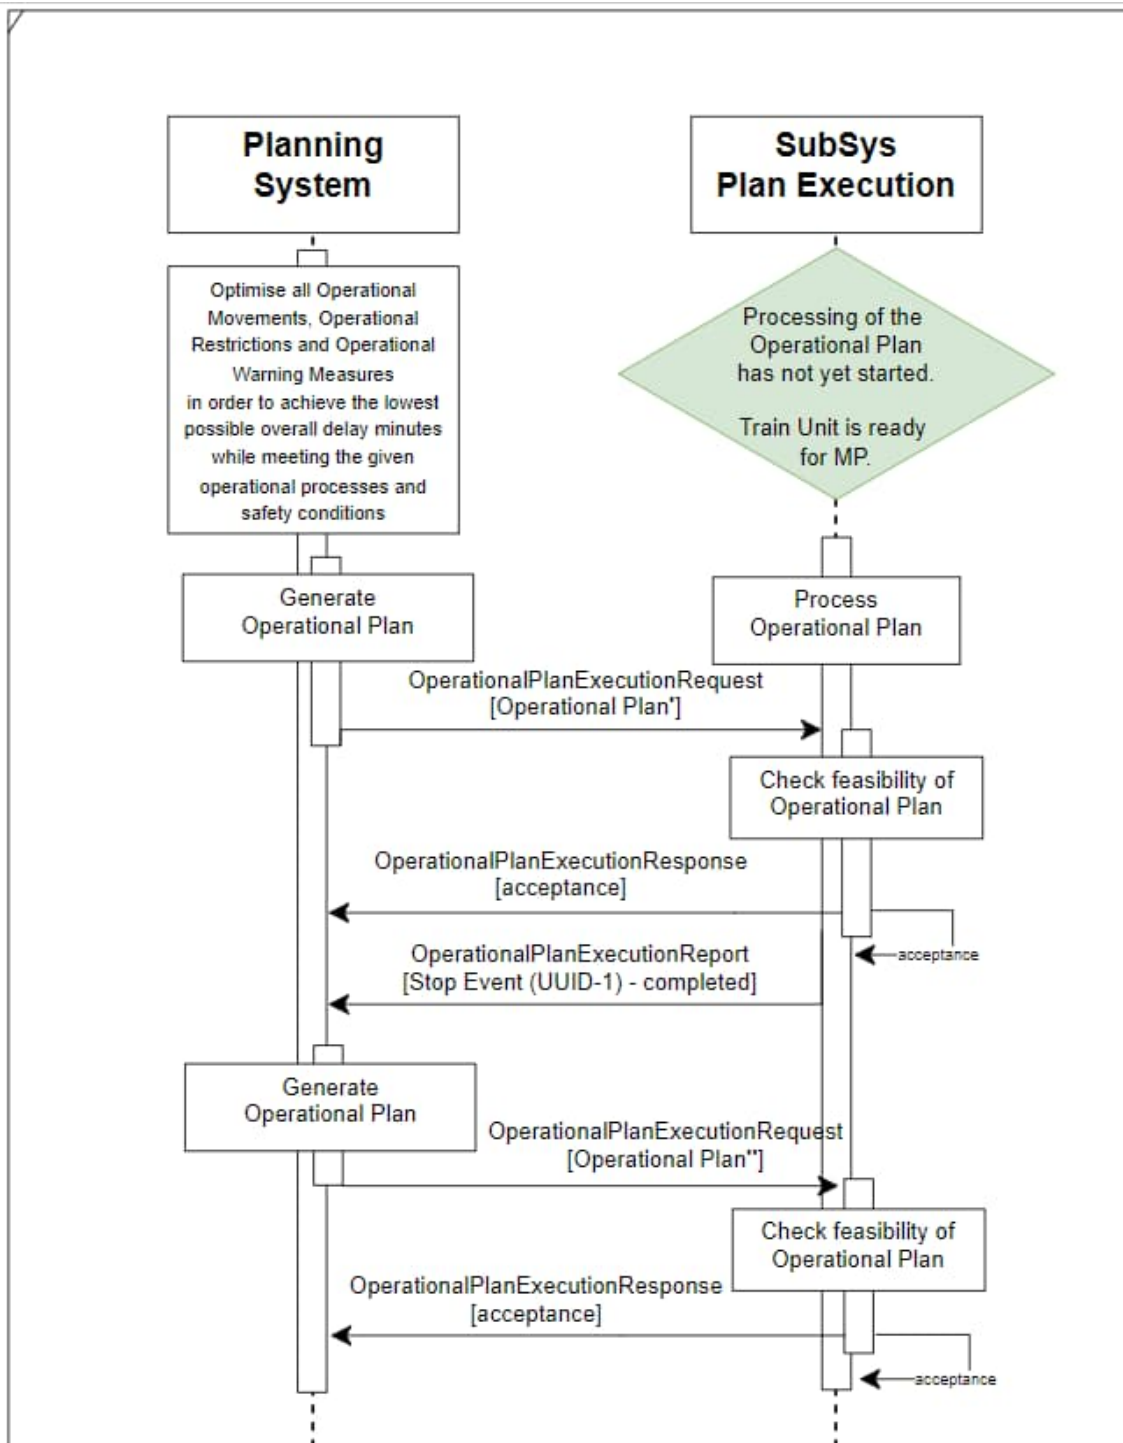 Planning
System
SubSys
Plan Execution
Optimise all Operational
Movements, Operational
Restrictions and Operational
Warning Measures
in order to achieve the lowest
possible overall delay minutes
while meeting the given
operational processes and
safety conditions
Processing of the
Operational Plan
has not yet started.
Train Unit is ready
for MP.
Generate
Operational Plan
Process
Operational Plan
OperationalPlanExecutionRequest
[Operational Plan']
Check feasibility of
Operational Plan
OperationalPlanExecutionResponse
[acceptance]
acceptance
OperationalPlanExecutionReport
[Stop Event (UUID-1) - completed]
Generate
Operational Plan
OperationalPlanExecutionRequest
[Operational Plan'']
Check feasibility of
Operational Plan
OperationalPlanExecutionResponse
[acceptance]
acceptance